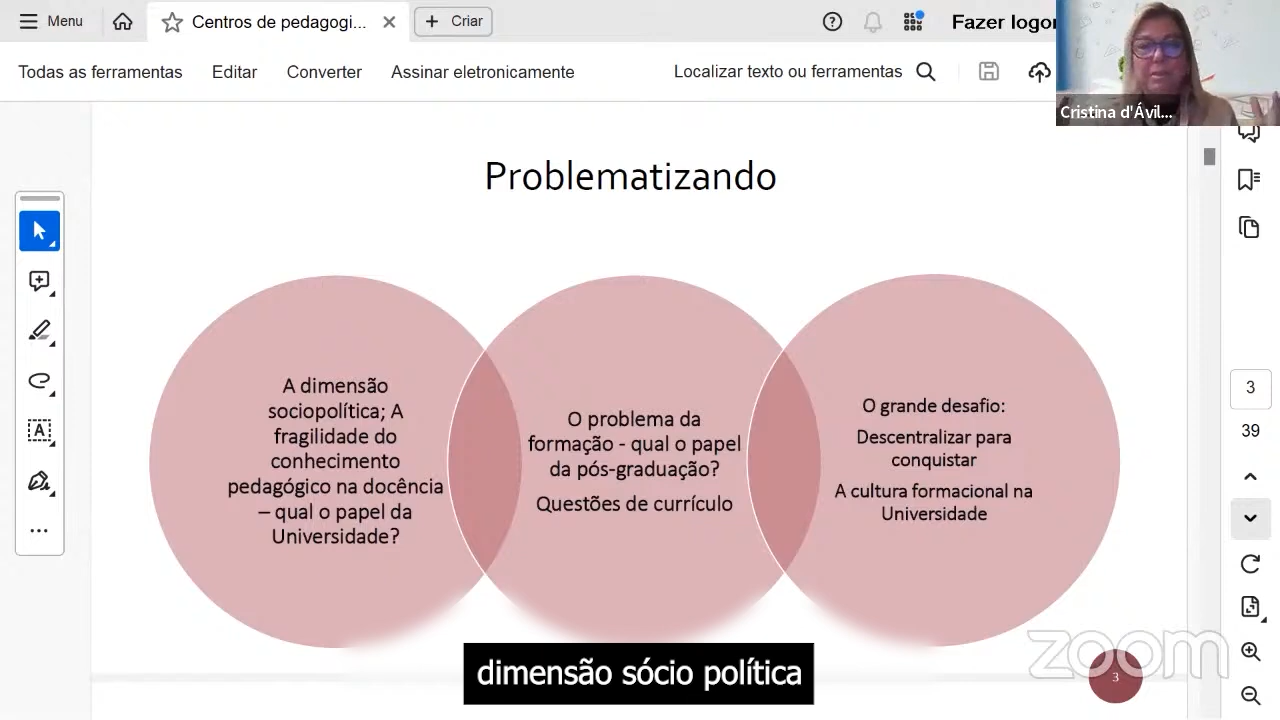 Menu
Centros de pedagogi...
Criar
Fazer logon
Todas as ferramentas
Editar
Converter
Assinar eletronicamente
Localizar texto ou ferramentas
Cristina d'Ávil...
Problematizando
A dimensão
sociopolítica; A
fragilidade do
conhecimento
pedagógico na docência
– qual o papel da
Universidade?
O problema da
formação - qual o papel
da pós-graduação?
Questões de currículo
O grande desafio:
Descentralizar para
conquistar
A cultura formacional na
Universidade
3
39
dimensão sócio política
zoom
3